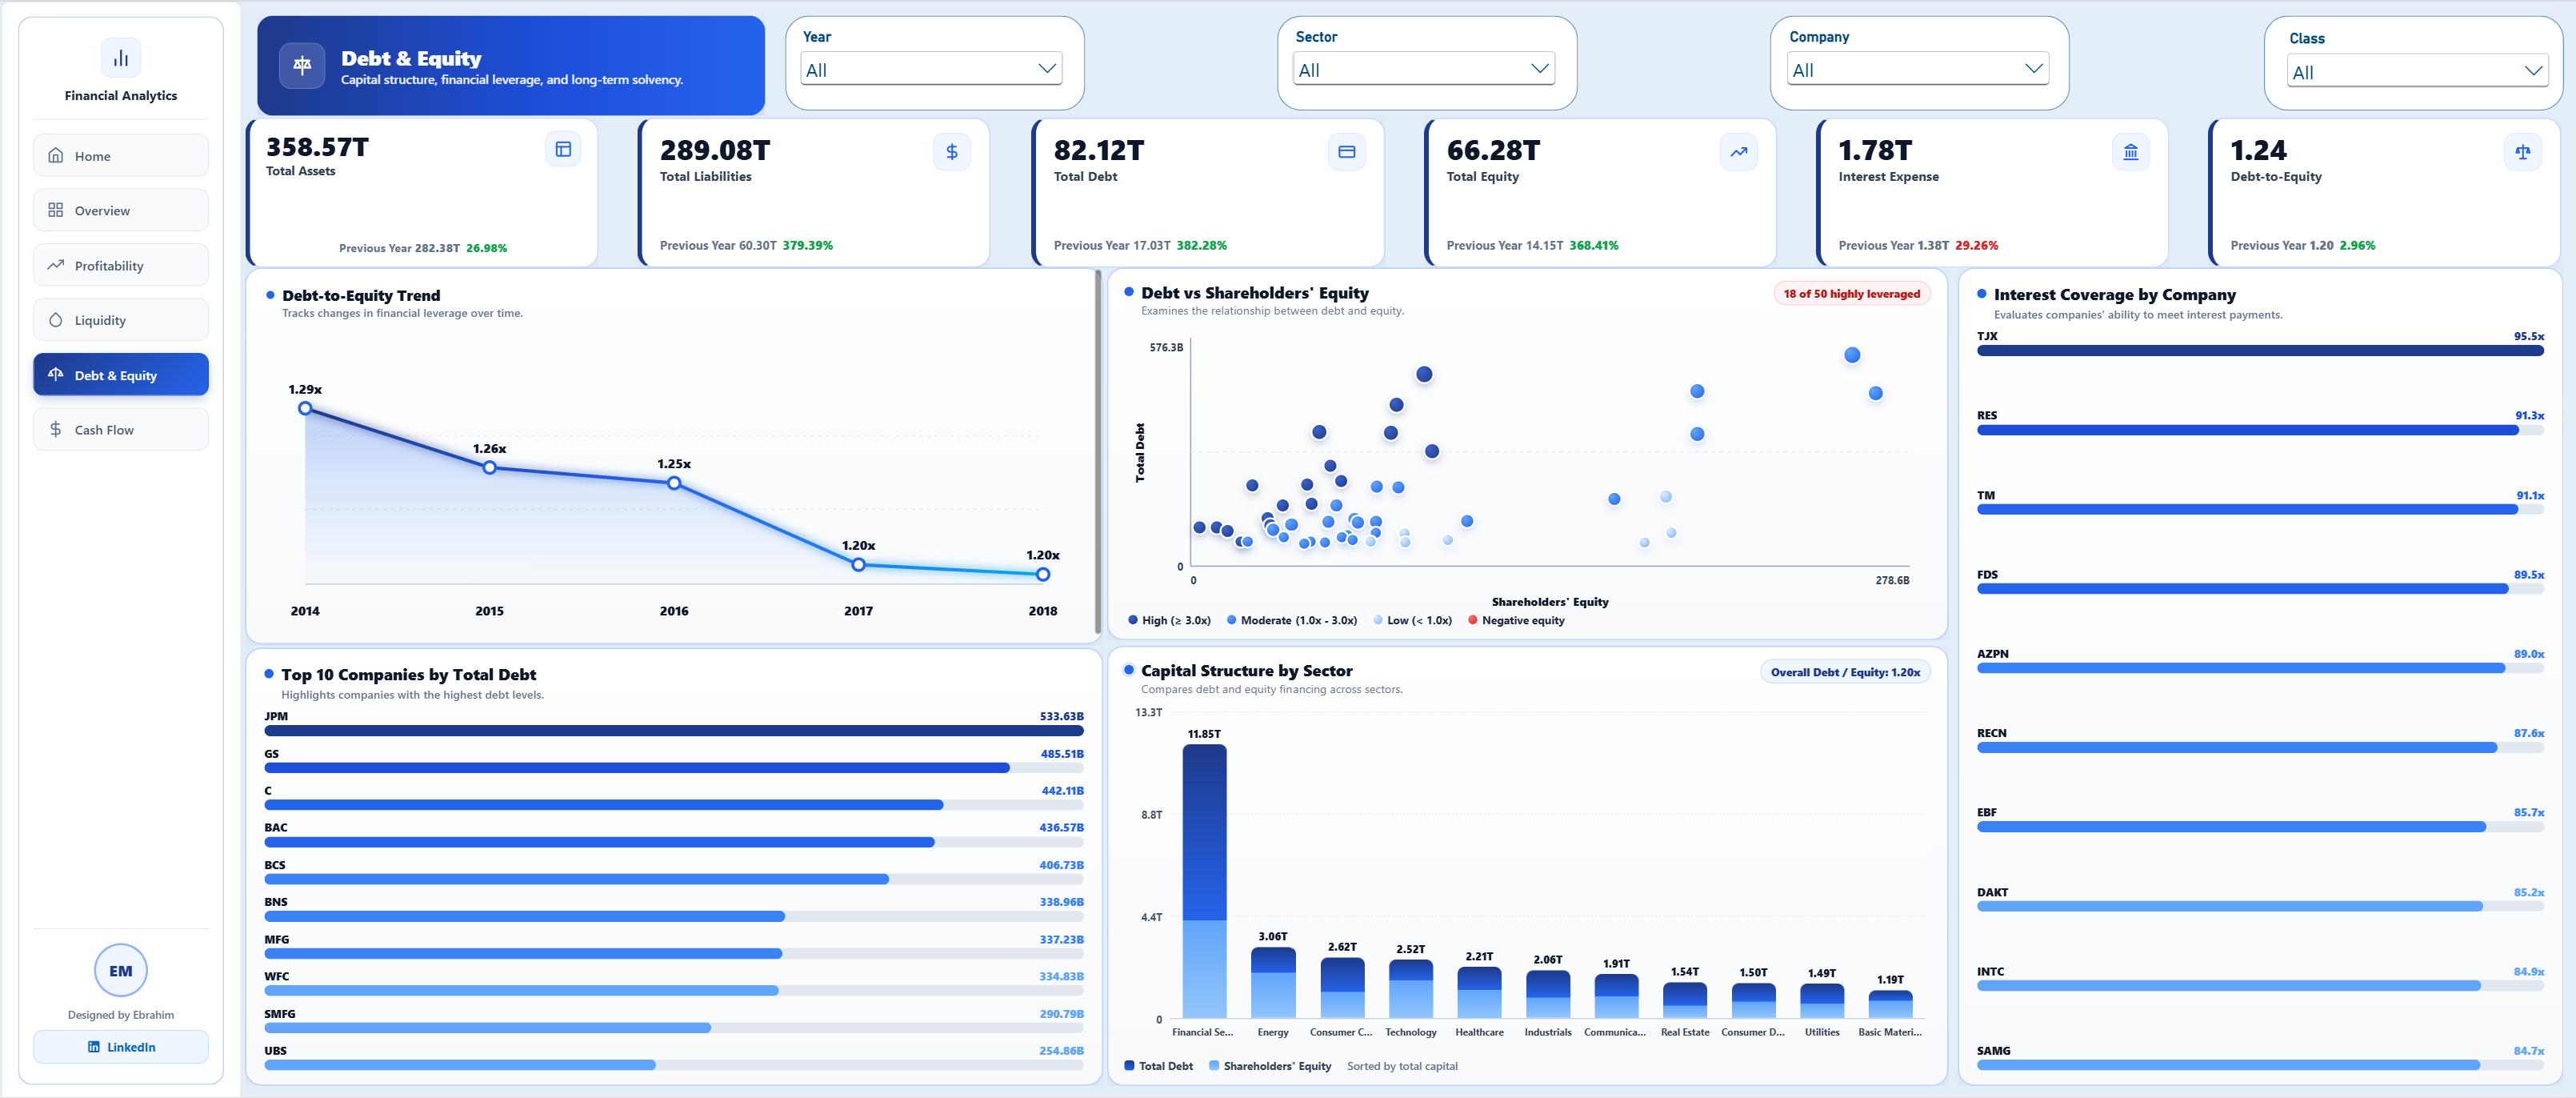 Financial Analytics
Home
Overview
Profitability
Liquidity
Debt & Equity
Cash Flow
EM
Designed by Ebrahim
LinkedIn
Debt & Equity
Capital structure, financial leverage, and long-term solvency.
Year
All
Sector
All
Company
All
Class
All
358.57T
Total Assets
Previous Year 282.38T 26.98%
289.08T
Total Liabilities
Previous Year 60.30T 379.39%
82.12T
Total Debt
Previous Year 17.03T 382.28%
66.28T
Total Equity
Previous Year 14.15T 368.41%
1.78T
Interest Expense
Previous Year 1.38T 29.26%
1.24
Debt-to-Equity
Previous Year 1.20 2.96%
Debt-to-Equity Trend
Tracks changes in financial leverage over time.
1.29x
1.26x
1.25x
1.20x
1.20x
2014 2015 2016 2017 2018
Debt vs Shareholders' Equity
Examines the relationship between debt and equity.
18 of 50 highly leveraged
576.3B
Total Debt
0
0 278.6B
Shareholders' Equity
High (≥ 3.0x) Moderate (1.0x - 3.0x) Low (< 1.0x) Negative equity
Interest Coverage by Company
Evaluates companies' ability to meet interest payments.
TJX 95.5x
RES 91.3x
TM 91.1x
FDS 89.5x
AZPN 89.0x
RECN 87.6x
EBF 85.7x
DAKT 85.2x
INTC 84.9x
SAMG 84.7x
Top 10 Companies by Total Debt
Highlights companies with the highest debt levels.
JPM 533.63B
GS 485.51B
C 442.11B
BAC 436.57B
BCS 406.73B
BNS 338.96B
MFG 337.23B
WFC 334.83B
SMFG 290.79B
UBS 254.86B
Capital Structure by Sector
Compares debt and equity financing across sectors.
Overall Debt / Equity: 1.20x
13.3T
8.8T
4.4T
0
11.85T 3.06T 2.62T 2.52T 2.21T 2.06T 1.91T 1.54T 1.50T 1.49T 1.19T
Financial Se... Energy Consumer C... Technology Healthcare Industrials Communica... Real Estate Consumer D... Utilities Basic Materi...
Total Debt Shareholders' Equity Sorted by total capital